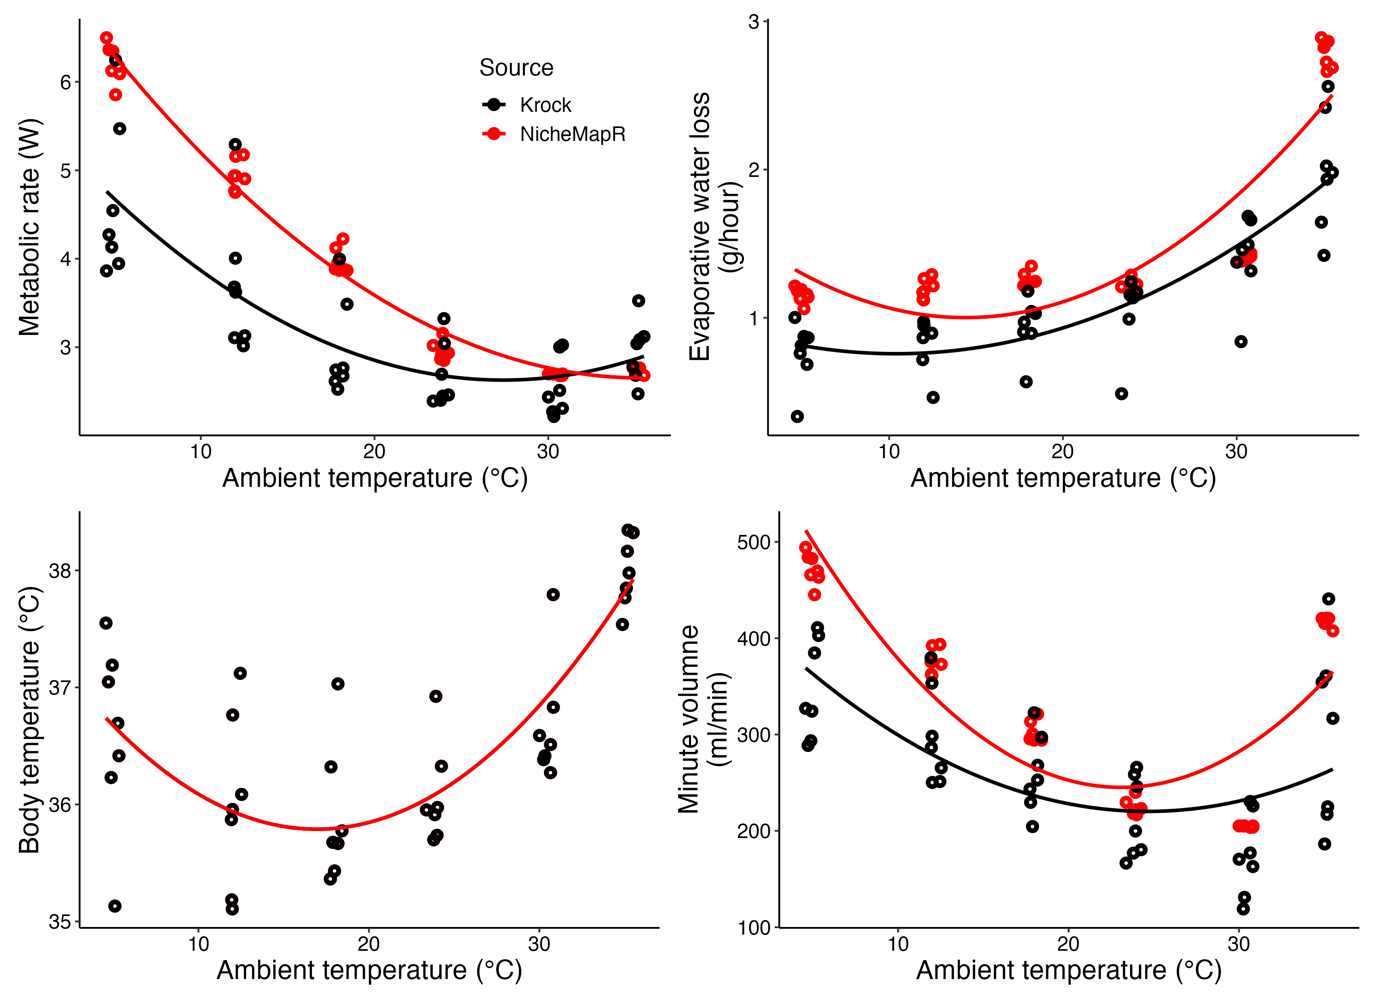 Metabolic rate (W)
6
5
4
3
10
20
30
Ambient temperature (°C)
Source
Krock
NicheMapR
Evaporative water loss
(g/hour)
3
2
1
10
20
30
Ambient temperature (°C)
Body temperature (°C)
38
37
36
35
10
20
30
Ambient temperature (°C)
Minute volumne
(ml/min)
500
400
300
200
100
10
20
30
Ambient temperature (°C)